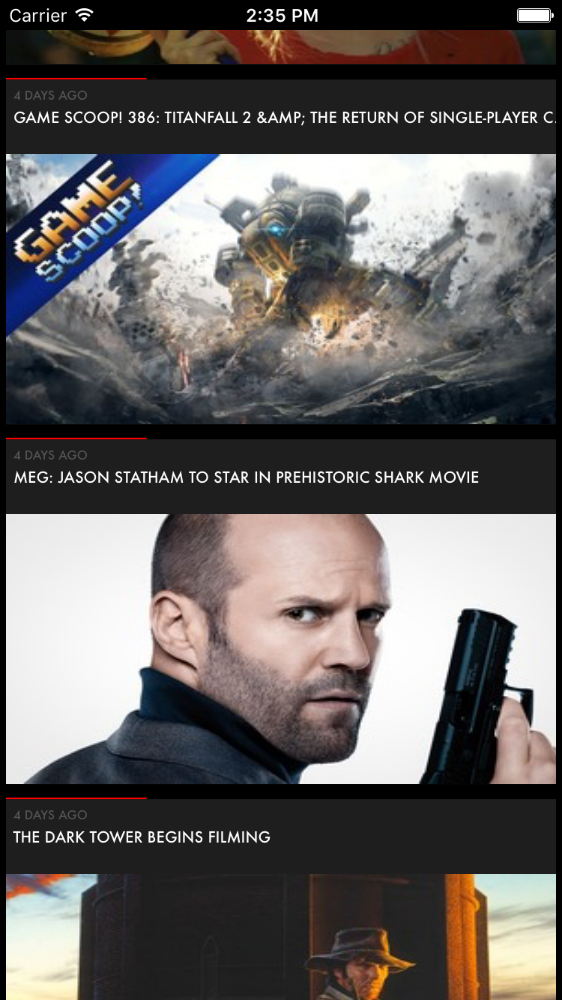 Carrier 2:35 PM
4 DAYS AGO
GAME SCOOP! 386: TITANFALL 2 &AMP; THE RETURN OF SINGLE-PLAYER C.
GAME
SCOOP!
4 DAYS AGO
MEG: JASON STATHAM TO STAR IN PREHISTORIC SHARK MOVIE
4 DAYS AGO
THE DARK TOWER BEGINS FILMING